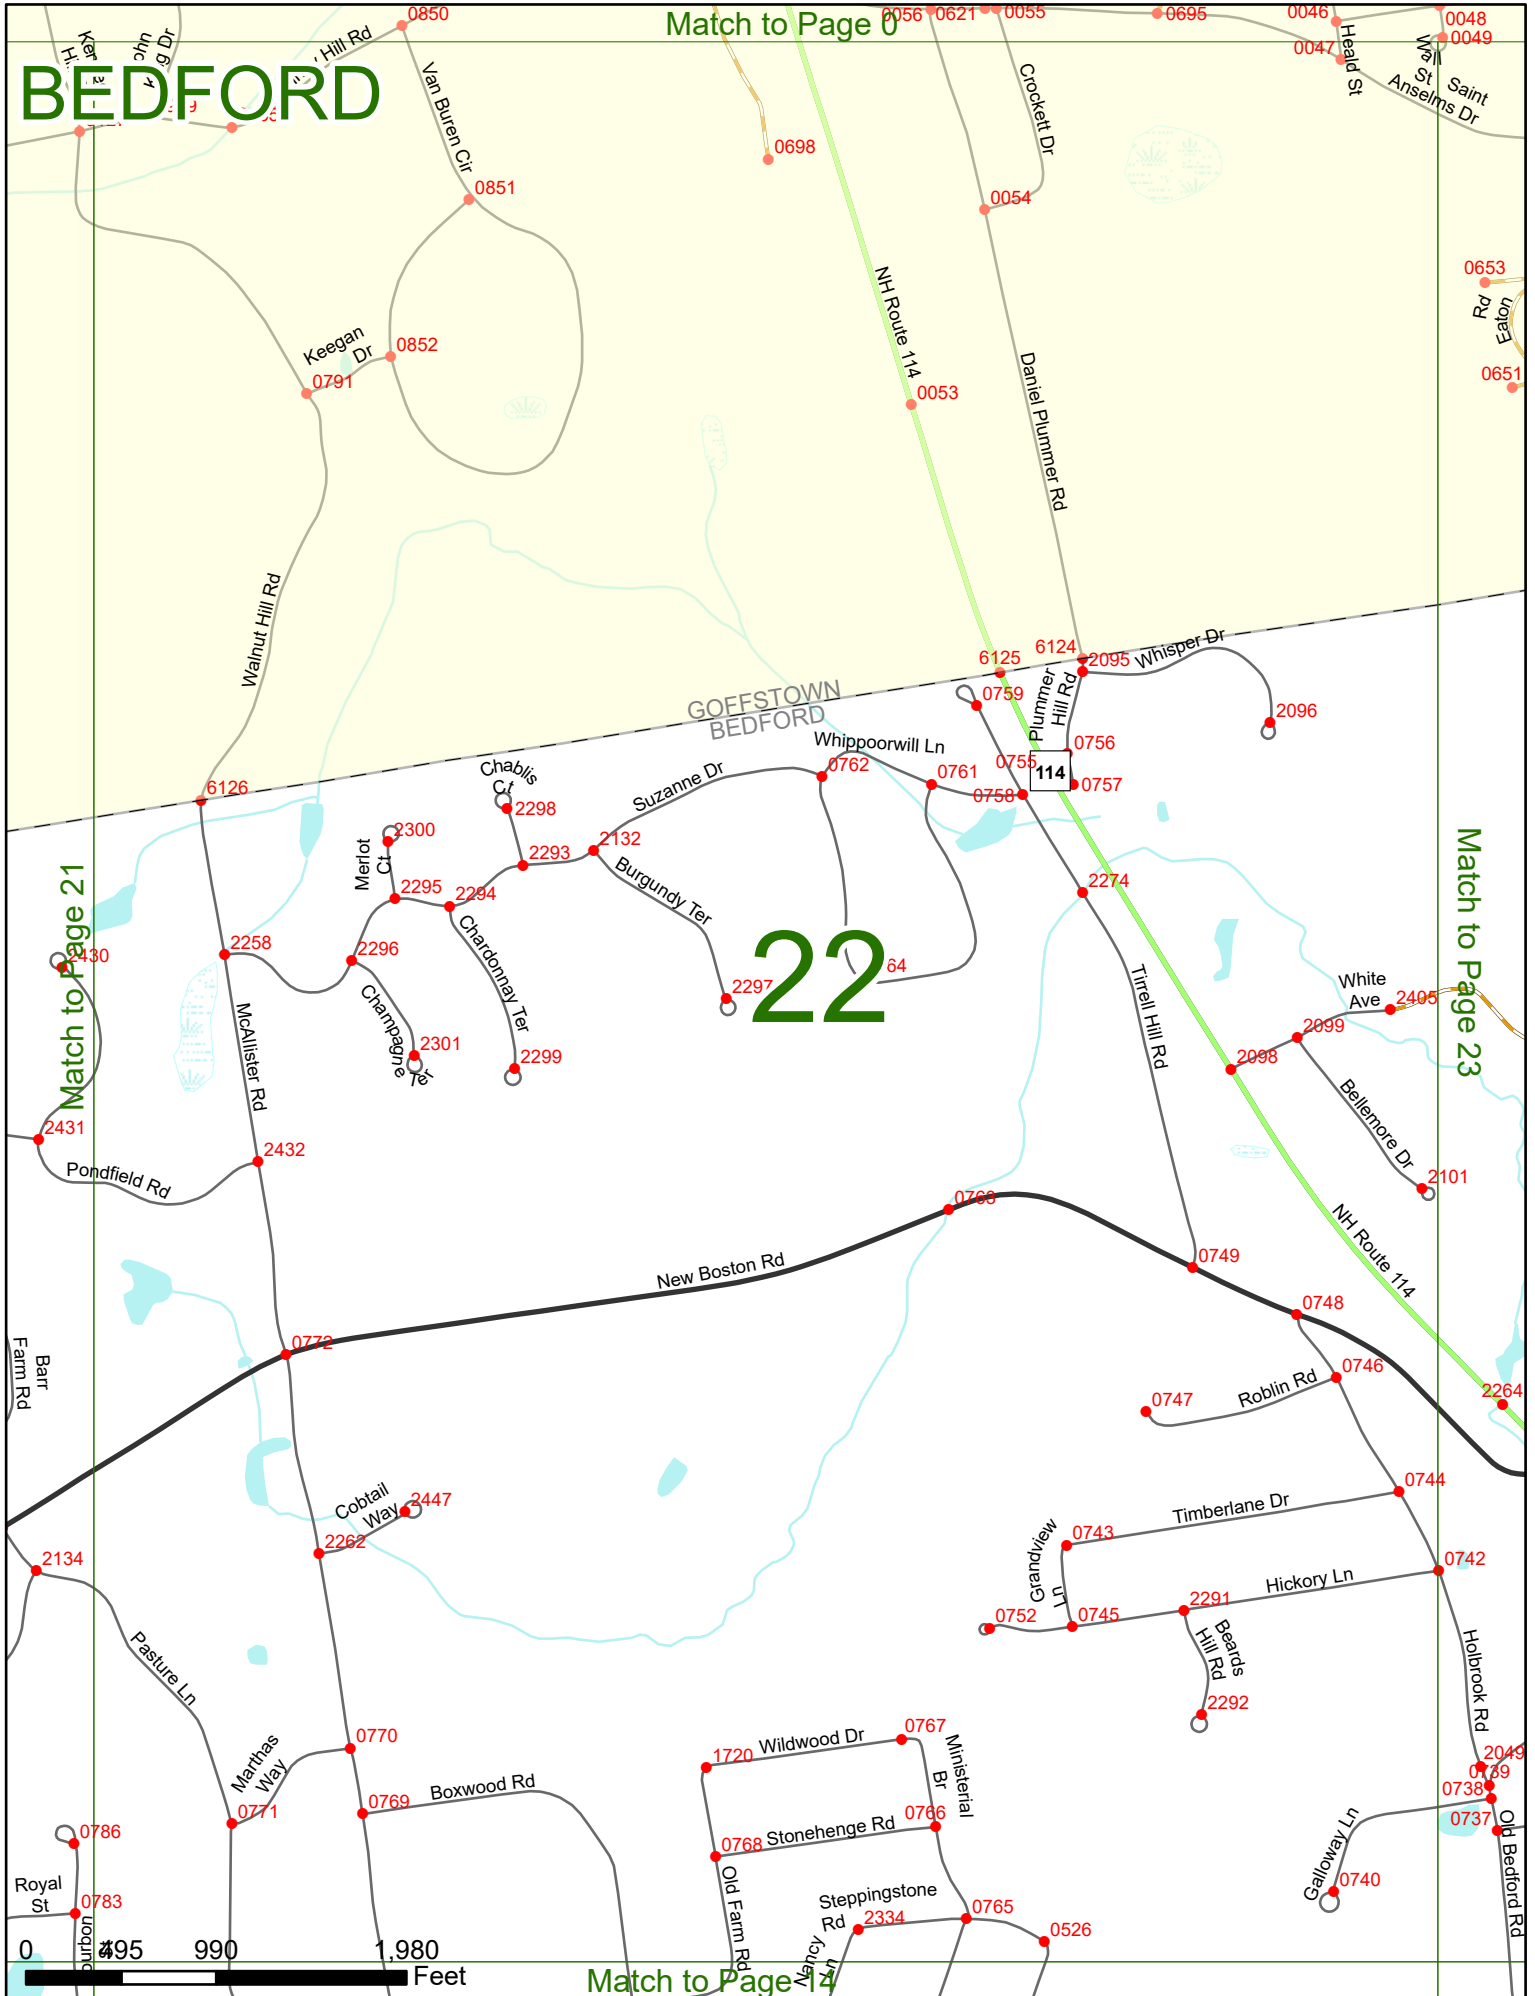 Match to Page 0
BEDFORD
0850
0056
0621
0055
0695
0046
0048
0049
0047
Hill Rd
Van Buren Cir
Crockett Dr
Heald St
Wall St
Saint Anselms Dr
0698
0851
0054
0653
Eaton Rd
0651
NH Route 114
Keegan Dr
0852
0791
0053
Daniel Plummer Rd
Walnut Hill Rd
6124
6125
2095
Whisper Dr
GOFFSTOWN
BEDFORD
0759
Plummer Hill Rd
2096
Whippoorwill Ln
0756
0755
114
0757
0758
0761
0762
6126
Chablis Ct
2298
Suzanne Dr
2300
Merlot Ct
2293
2132
Burgundy Ter
2295
2294
2274
Match to Page 21
Match to Page 23
2430
2258
2296
Chardonnay Ter
22
64
2297
Tirrell Hill Rd
White Ave
2405
2099
2098
McAllister Rd
Champagne Ter
2301
2299
Bellemore Dr
2431
2432
Pondfield Rd
2101
0763
NH Route 114
New Boston Rd
0749
0748
0772
Barr Farm Rd
0746
Roblin Rd
0747
2264
Cobtail Way
2447
0744
Timberlane Dr
2262
0743
Grandview Ln
2134
0742
Hickory Ln
2291
0752
0745
Beards Hill Rd
Pasture Ln
Holbrook Rd
2292
0770
Marthas Way
0767
Wildwood Dr
Ministerial Br
1720
2049
0739
0738
Boxwood Rd
0769
0771
0766
Stonehenge Rd
0737
0786
0768
Galloway Ln
Old Bedford Rd
Royal St
0783
Old Farm Rd
Steppingstone Rd
0740
2334
0765
0526
Nancy Ln
0 495 990 1,980
Feet
Match to Page 14